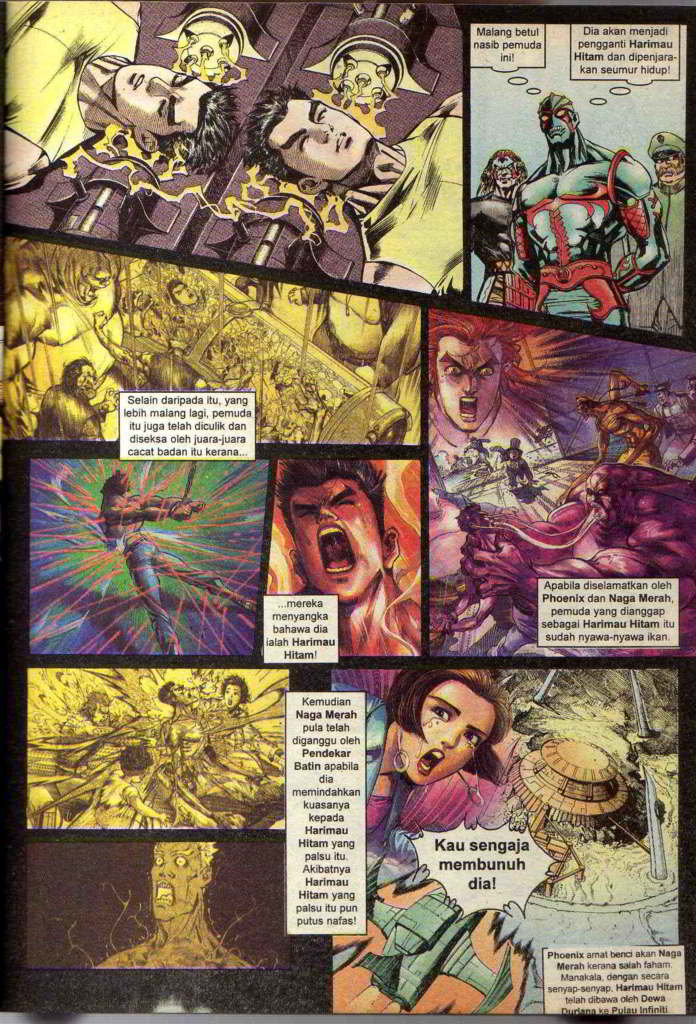 Malang betul
nasib pemuda
ini!
Dia akan menjadi
pengganti Harimau
Hitam dan dipenjara-
kan seumur hidup!
Selain daripada itu, yang
lebih malang lagi, pemuda
itu juga telah diculik dan
diseksa oleh juara-juara
cacat badan itu kerana...
...mereka
menyangka
bahawa dia
ialah Harimau
Hitam!
Apabila diselamatkan oleh
Phoenix dan Naga Merah,
pemuda yang dianggap
sebagai Harimau Hitam itu
sudah nyawa-nyawa ikan.
Kemudian
Naga Merah
pula telah
diganggu oleh
Pendekar
Batin apabila
dia
memindahkan
kuasanya
kepada
Harimau
Hitam yang
palsu itu.
Akibatnya
Harimau
Hitam yang
palsu itu pun
putus nafas!
Kau sengaja
membunuh
dia!
Phoenix amat benci akan Naga
Merah kerana salah faham.
Manakala, dengan secara
senyap-senyap, Harimau Hitam
telah dibawa oleh Dewa
Durjana ke Pulau Infiniti